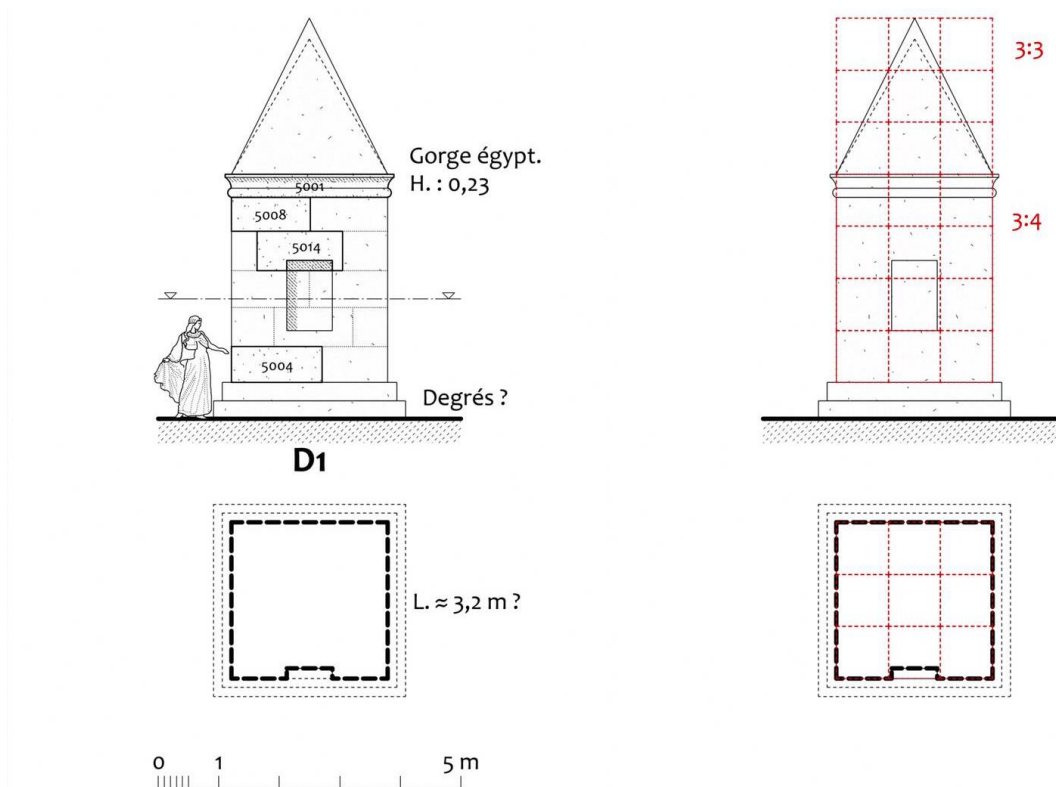 3:3
Gorge égypt.
H. : 0,23
5001
5008
3:4
5014
5004
Degrés ?
D1
L. ≈ 3,2 m ?
0 1 5 m